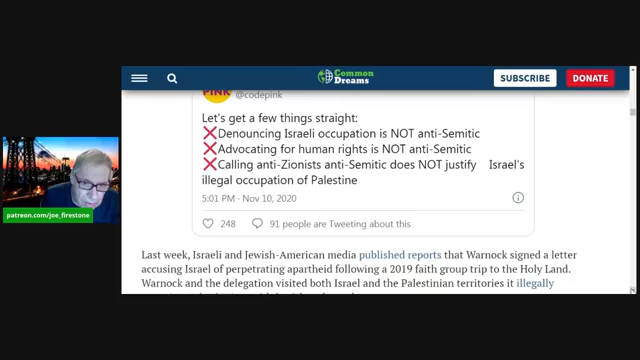 Common
Dreams
SUBSCRIBE
DONATE
PINK
@codepink
Let's get a few things straight:
❌Denouncing Israeli occupation is NOT anti-Semitic
❌Advocating for human rights is NOT anti-Semitic
❌Calling anti-Zionists anti-Semitic does NOT justify Israel's
illegal occupation of Palestine
5:01 PM · Nov 10, 2020
248 91 people are Tweeting about this
patreon.com/joe_firestone
Last week, Israeli and Jewish-American media published reports that Warnock signed a letter
accusing Israel of perpetrating apartheid following a 2019 faith group trip to the Holy Land.
Warnock and the delegation visited both Israel and the Palestinian territories it illegally